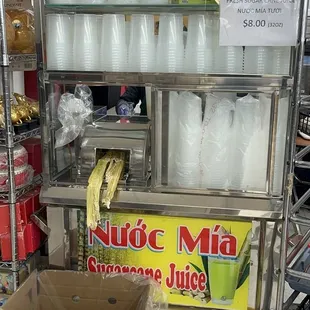 FRESH SUGAR CANE JUICE
NƯỚC MÍA TƯƠI
$8.00 (32OZ)
Nước Mía
Sugarcane Juice